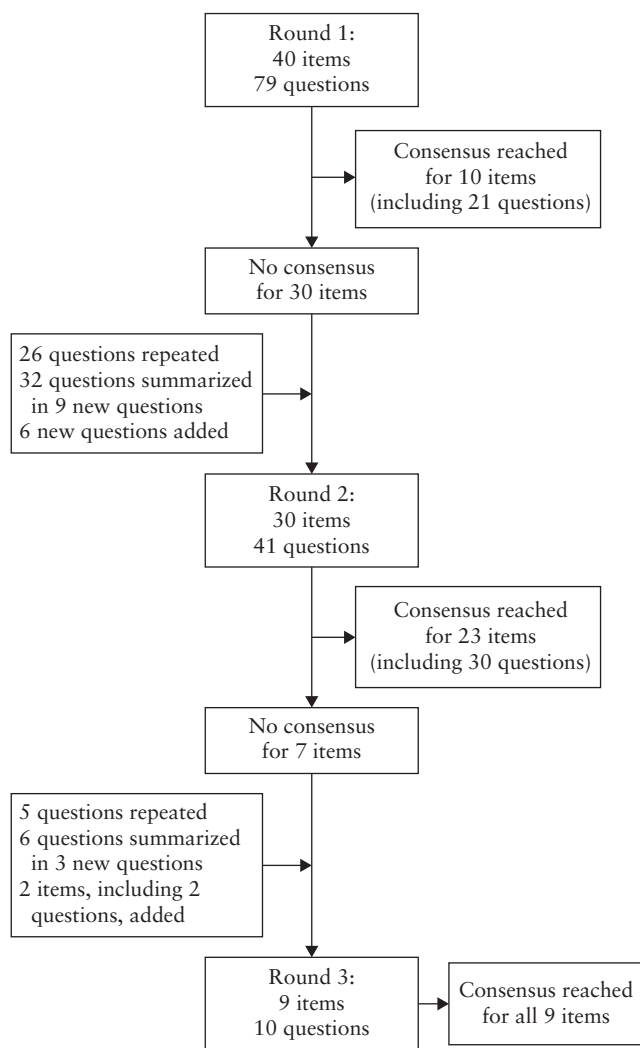 Round 1:
40 items
79 questions
Consensus reached
for 10 items
(including 21 questions)
No consensus
for 30 items
26 questions repeated
32 questions summarized
in 9 new questions
6 new questions added
Round 2:
30 items
41 questions
Consensus reached
for 23 items
(including 30 questions)
No consensus
for 7 items
5 questions repeated
6 questions summarized
in 3 new questions
2 items, including 2
questions, added
Round 3:
9 items
10 questions
Consensus reached
for all 9 items